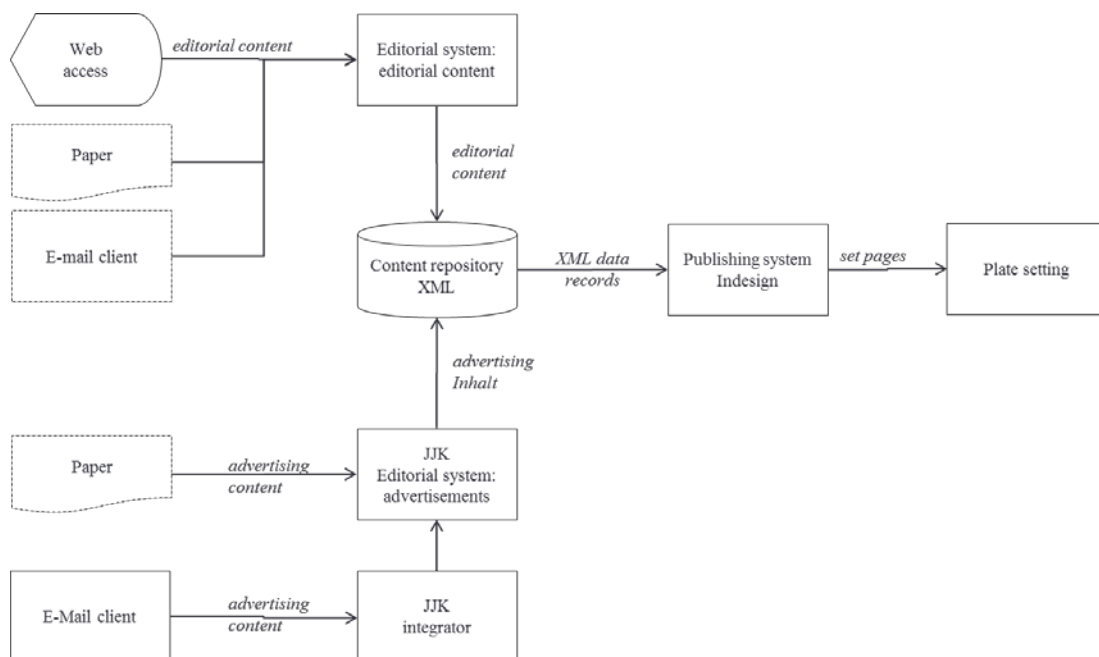 Web
access
editorial content
Editorial system:
editorial content
Paper
editorial
content
E-mail client
Content repository
XML
XML data
records
Publishing system
Indesign
set pages
Plate setting
advertising
Inhalt
Paper
advertising
content
JJK
Editorial system:
advertisements
E-Mail client
advertising
content
JJK
integrator